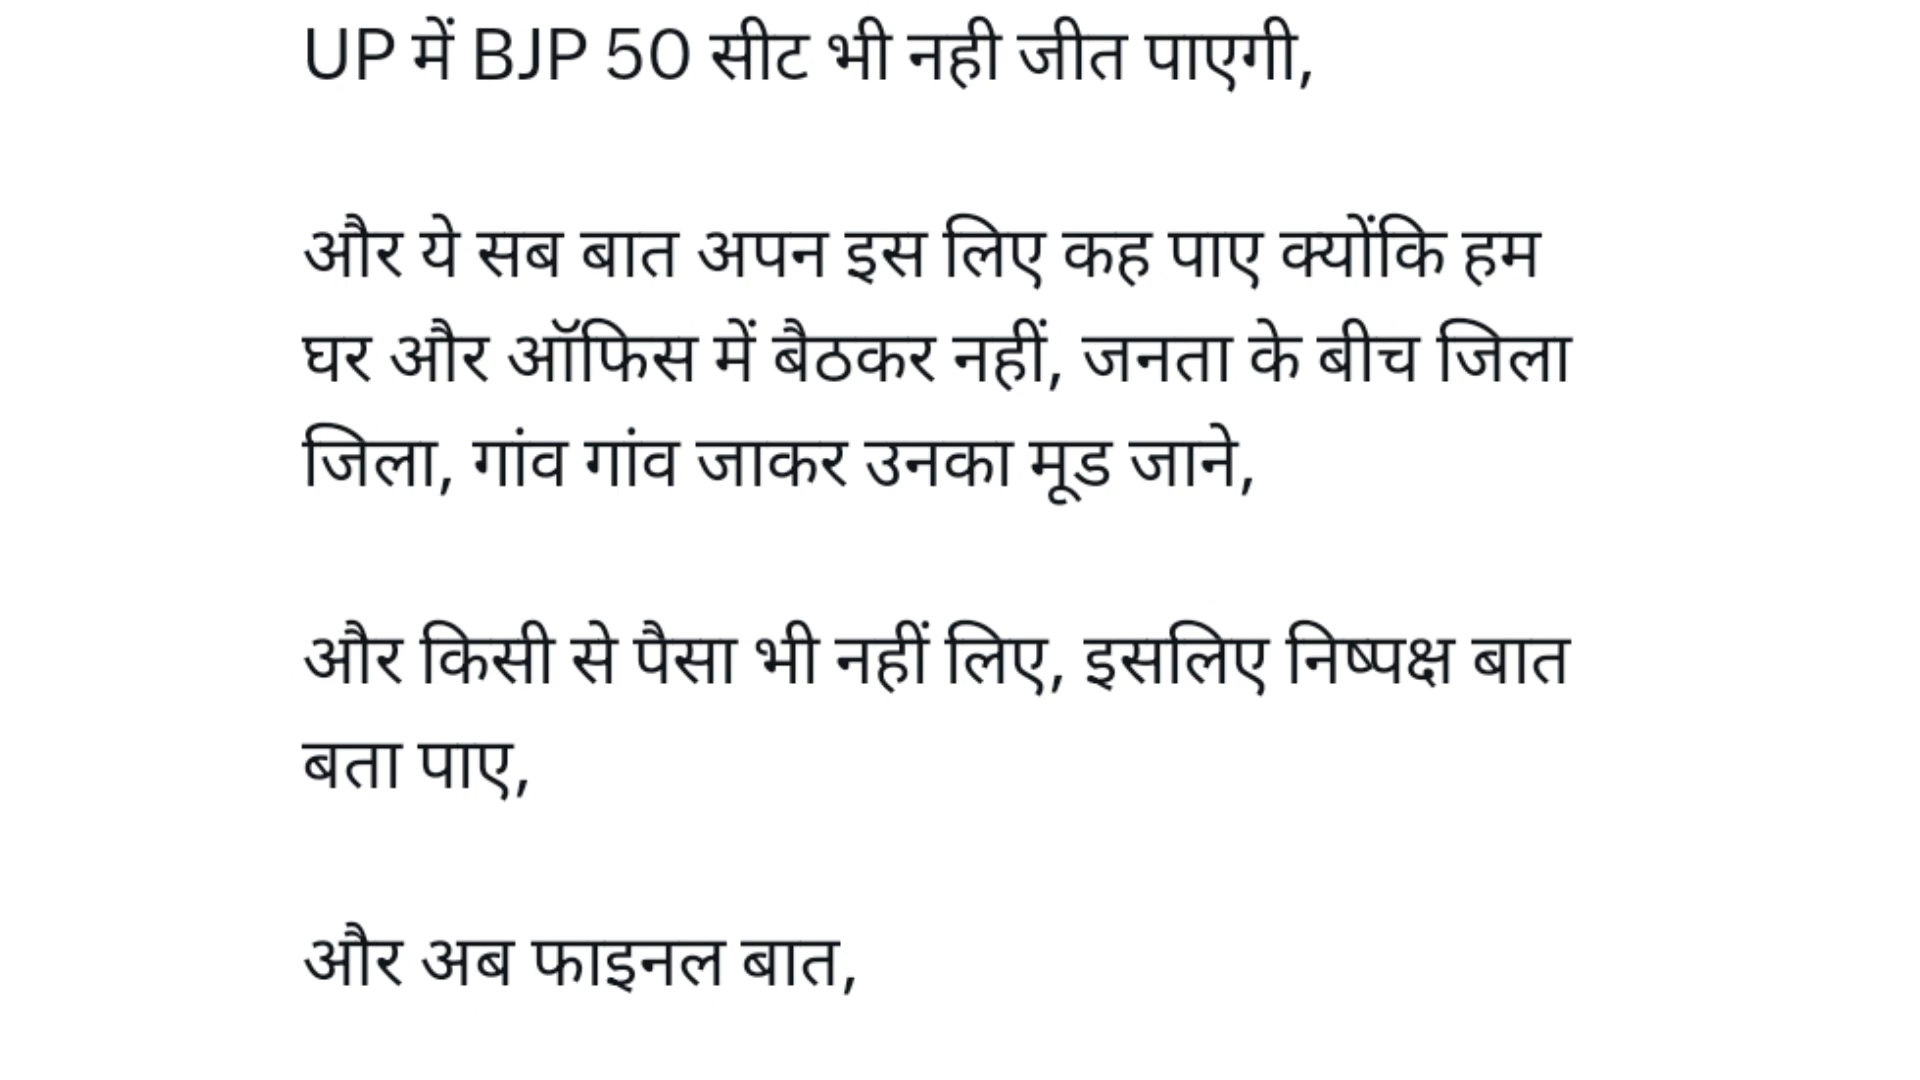 UP में BJP 50 सीट भी नही जीत पाएगी,
और ये सब बात अपन इस लिए कह पाए क्योंकि हम
घर और ऑफिस में बैठकर नहीं, जनता के बीच जिला
जिला, गांव गांव जाकर उनका मूड जाने,
और किसी से पैसा भी नहीं लिए, इसलिए निष्पक्ष बात
बता पाए,
और अब फाइनल बात,